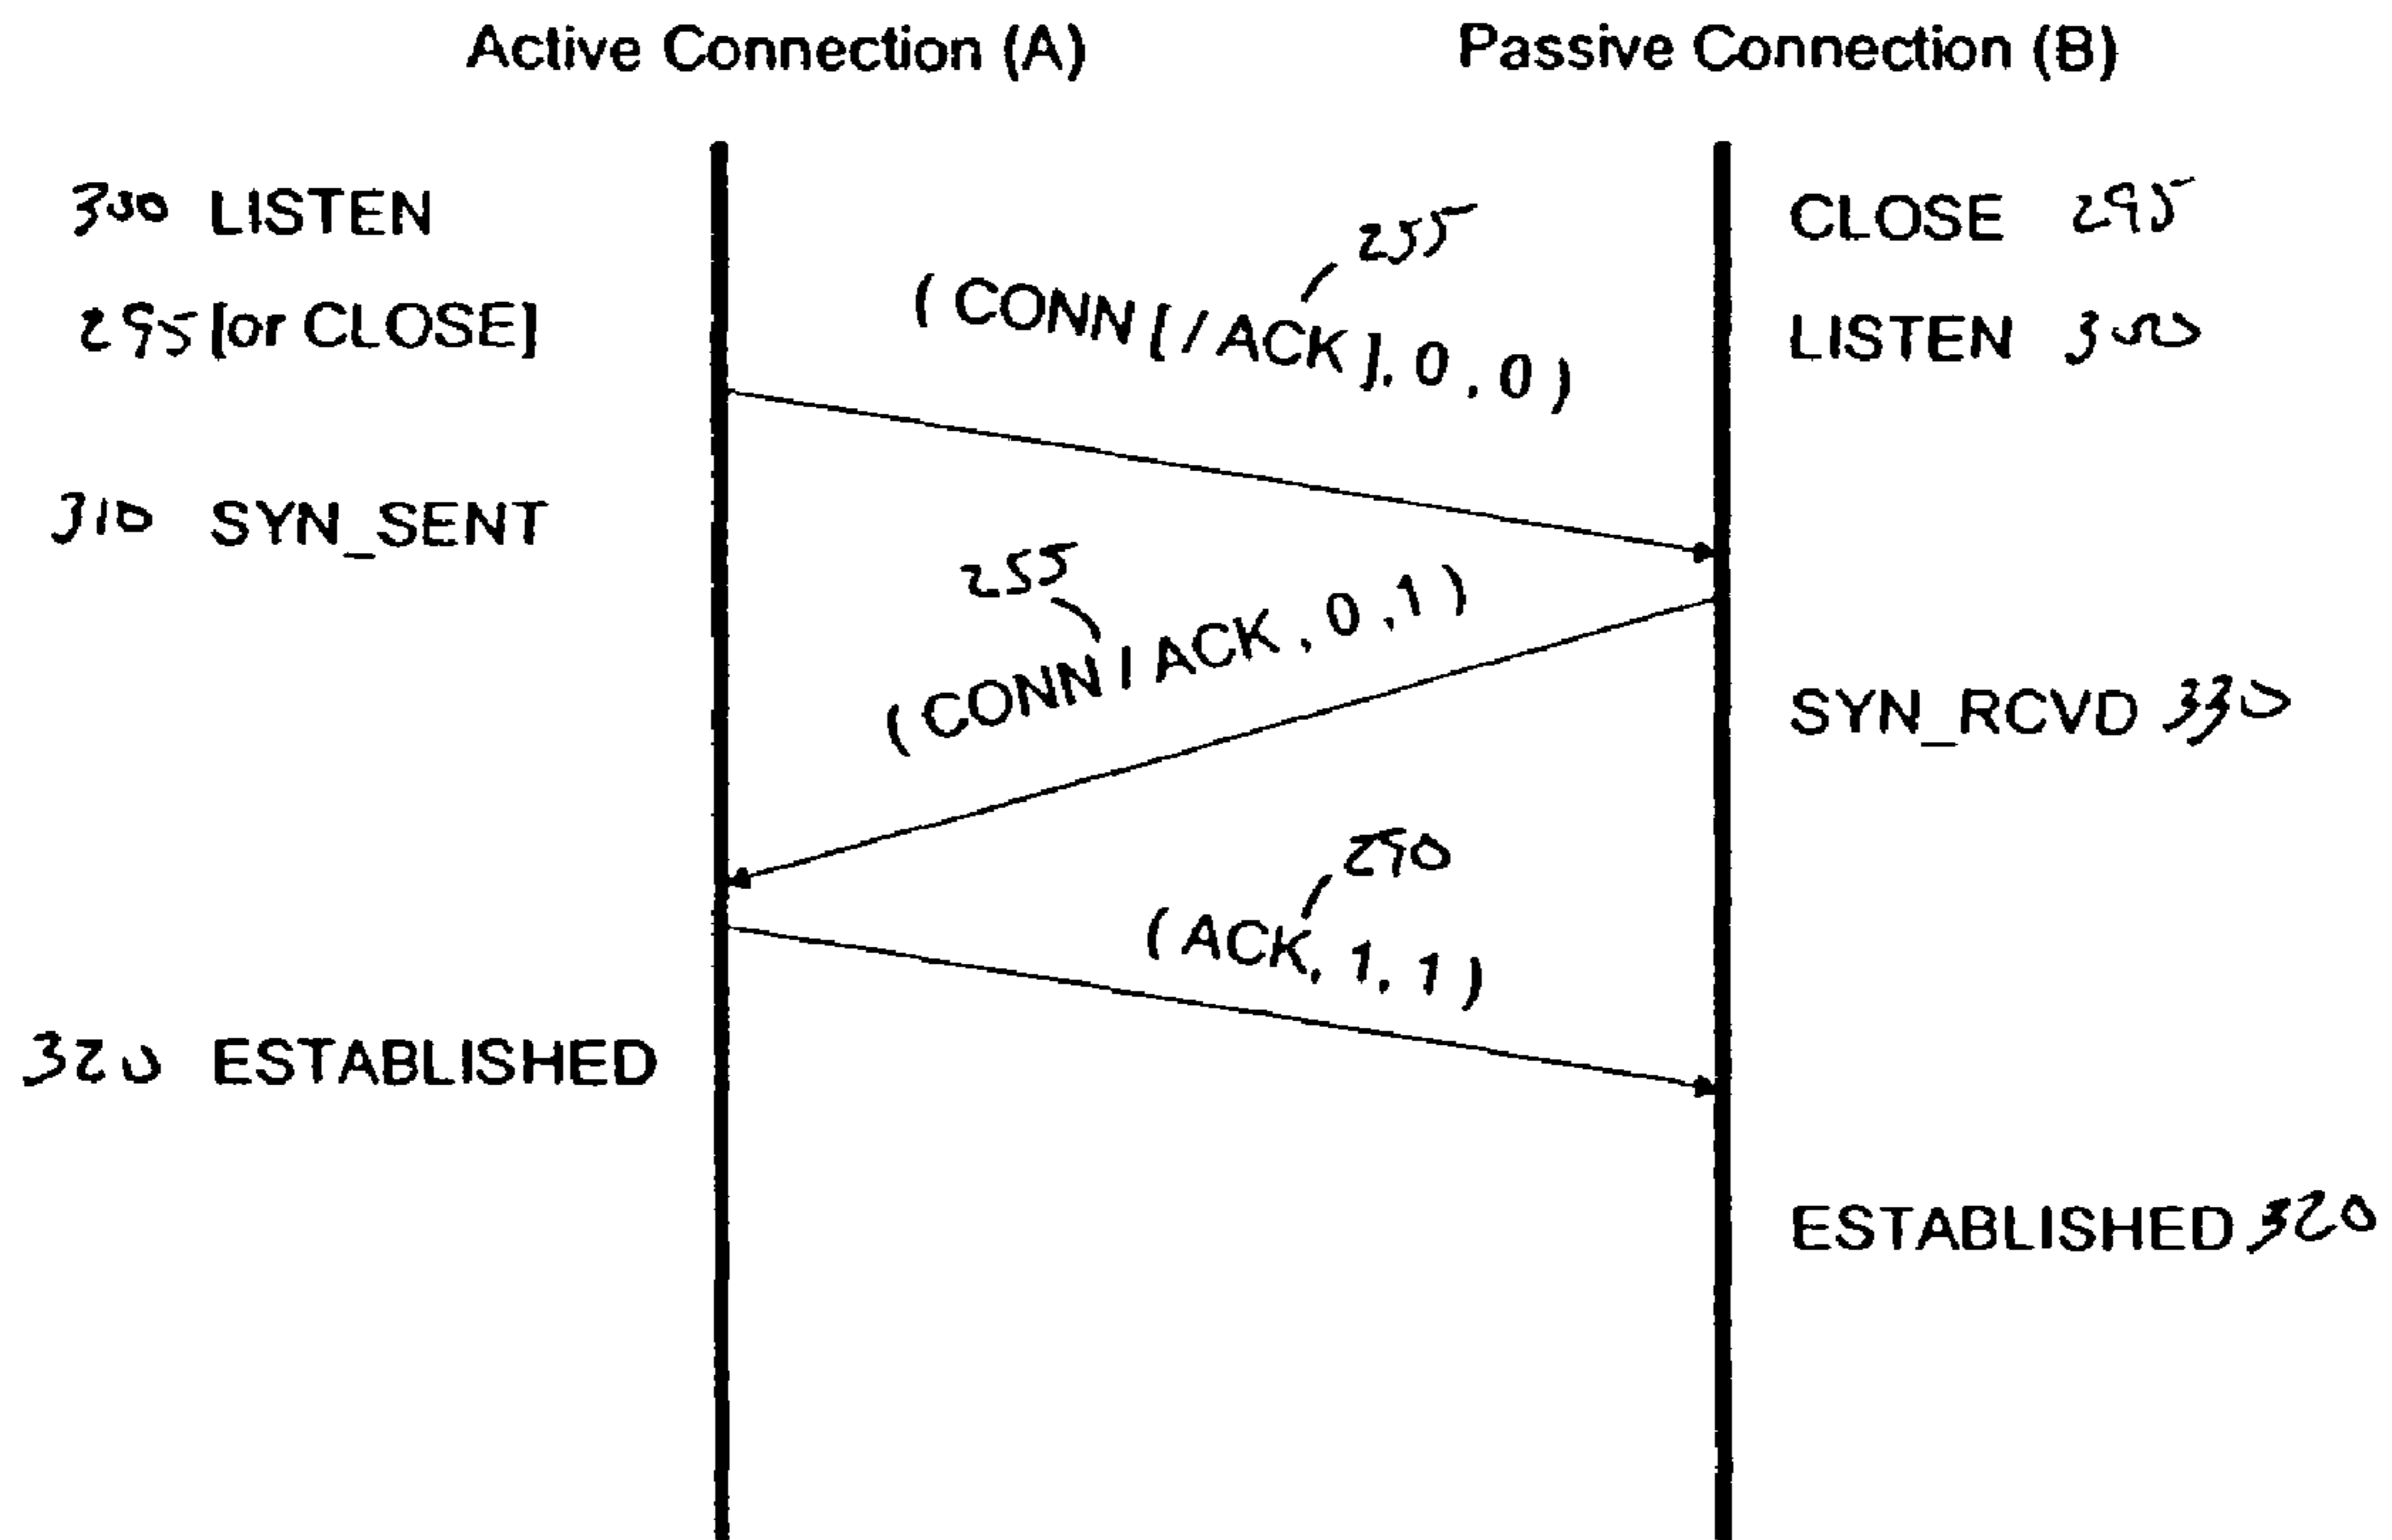 Active Connection (A)
Passive Connection (B)
300 LISTEN
CLOSE 295
255
295 [or CLOSE]
(CONN [/ACK], 0, 0)
LISTEN 300
310 SYN_SENT
255
(CONN/ACK, 0, 1)
SYN_RCVD 330
290
(ACK, 1, 1)
320 ESTABLISHED
ESTABLISHED 320